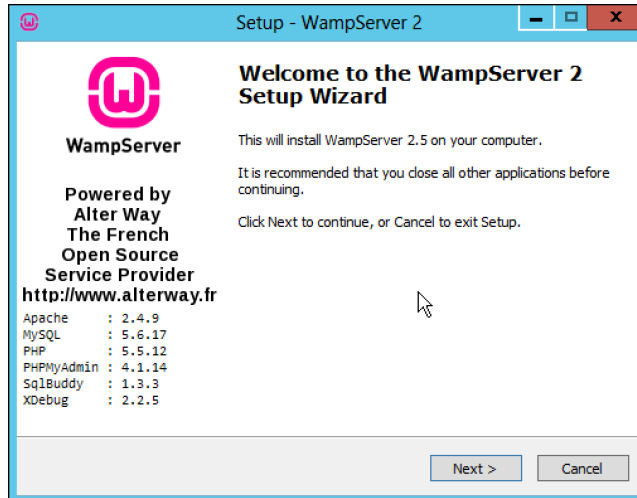 Setup - WampServer 2
WampServer
Powered by
Alter Way
The French
Open Source
Service Provider
http://www.alterway.fr
Apache : 2.4.9
MySQL : 5.6.17
PHP : 5.5.12
PHPMyAdmin : 4.1.14
SqlBuddy : 1.3.3
XDebug : 2.2.5
Welcome to the WampServer 2
Setup Wizard
This will install WampServer 2.5 on your computer.
It is recommended that you close all other applications before
continuing.
Click Next to continue, or Cancel to exit Setup.
Next >
Cancel